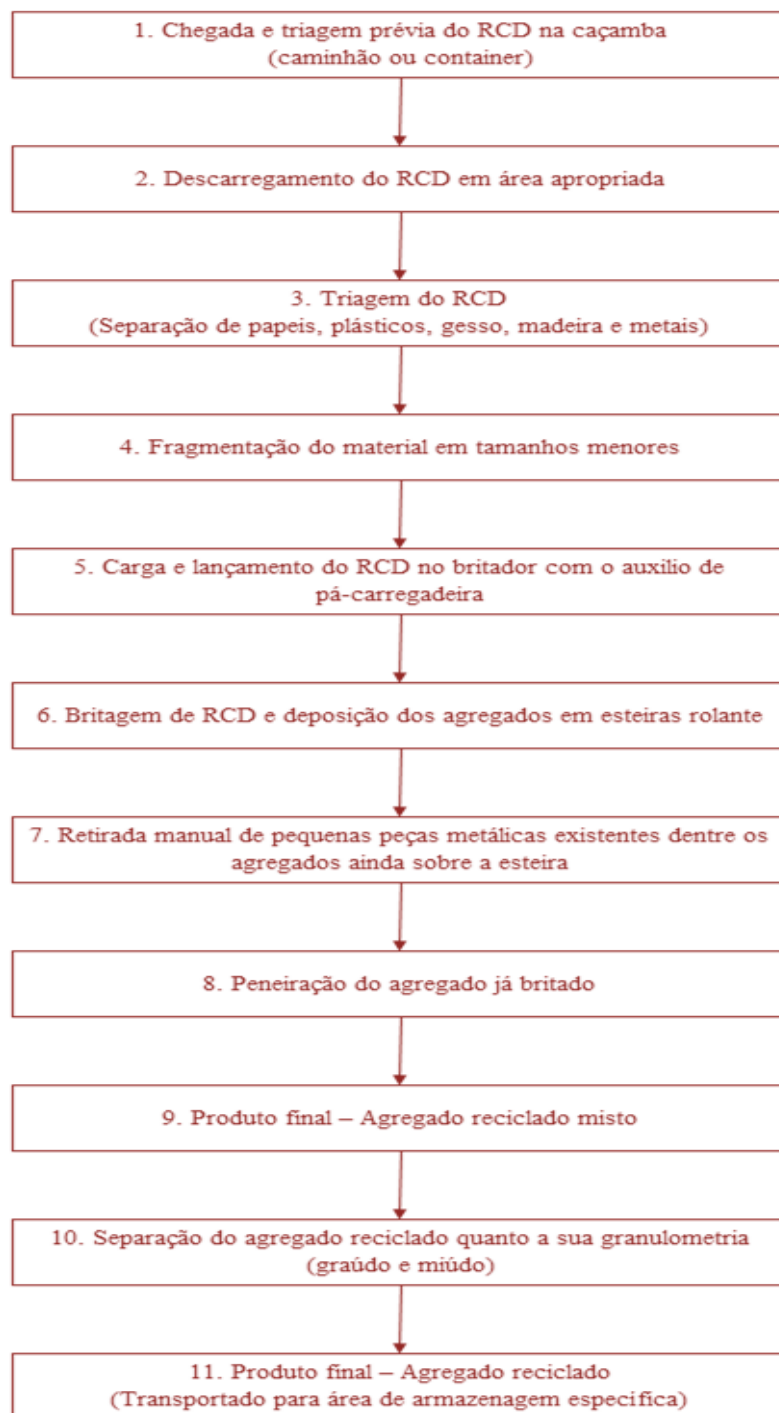 1. Chegada e triagem prévia do RCD na caçamba
(caminhão ou container)
2. Descarregamento do RCD em área apropriada
3. Triagem do RCD
(Separação de papeis, plásticos, gesso, madeira e metais)
4. Fragmentação do material em tamanhos menores
5. Carga e lançamento do RCD no britador com o auxilio de
pá-carregadeira
6. Britagem de RCD e deposição dos agregados em esteiras rolante
7. Retirada manual de pequenas peças metálicas existentes dentre os
agregados ainda sobre a esteira
8. Peneiração do agregado já britado
9. Produto final – Agregado reciclado misto
10. Separação do agregado reciclado quanto a sua granulometria
(graúdo e miúdo)
11. Produto final – Agregado reciclado
(Transportado para área de armazenagem específica)